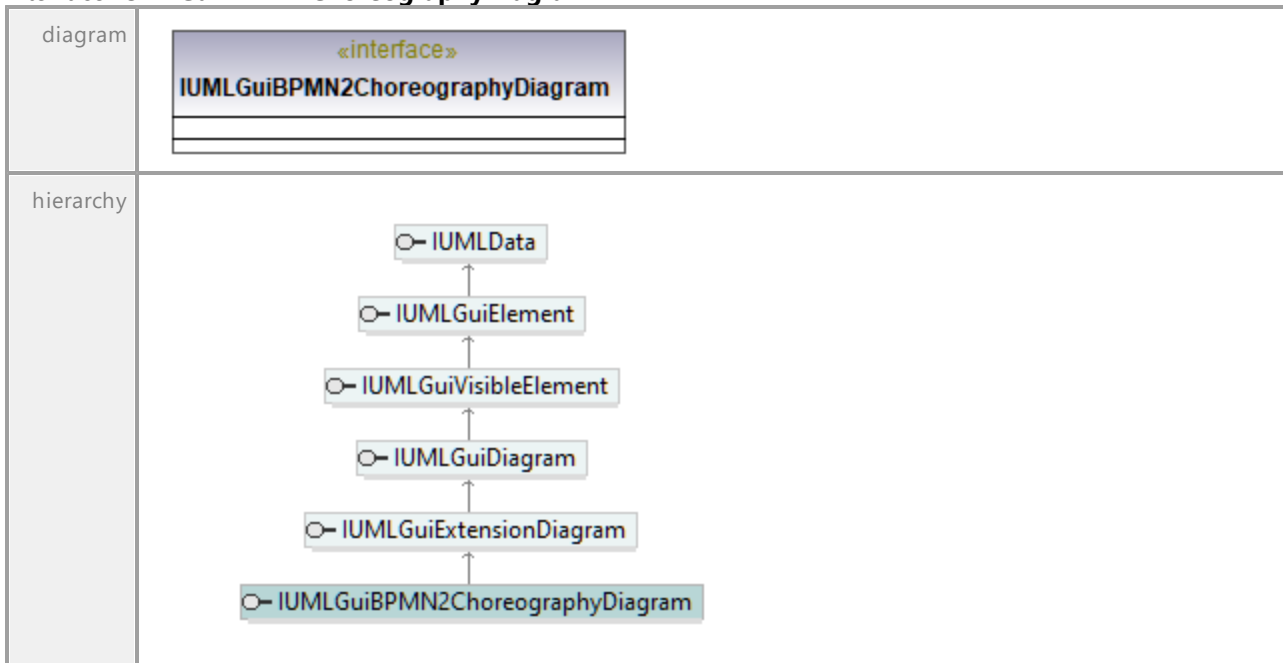 diagram
«interface»
IUMLGuiBPMN2ChoreographyDiagram
hierarchy
IUMLData
IUMLGuiElement
IUMLGuiVisibleElement
IUMLGuiDiagram
IUMLGuiExtensionDiagram
IUMLGuiBPMN2ChoreographyDiagram